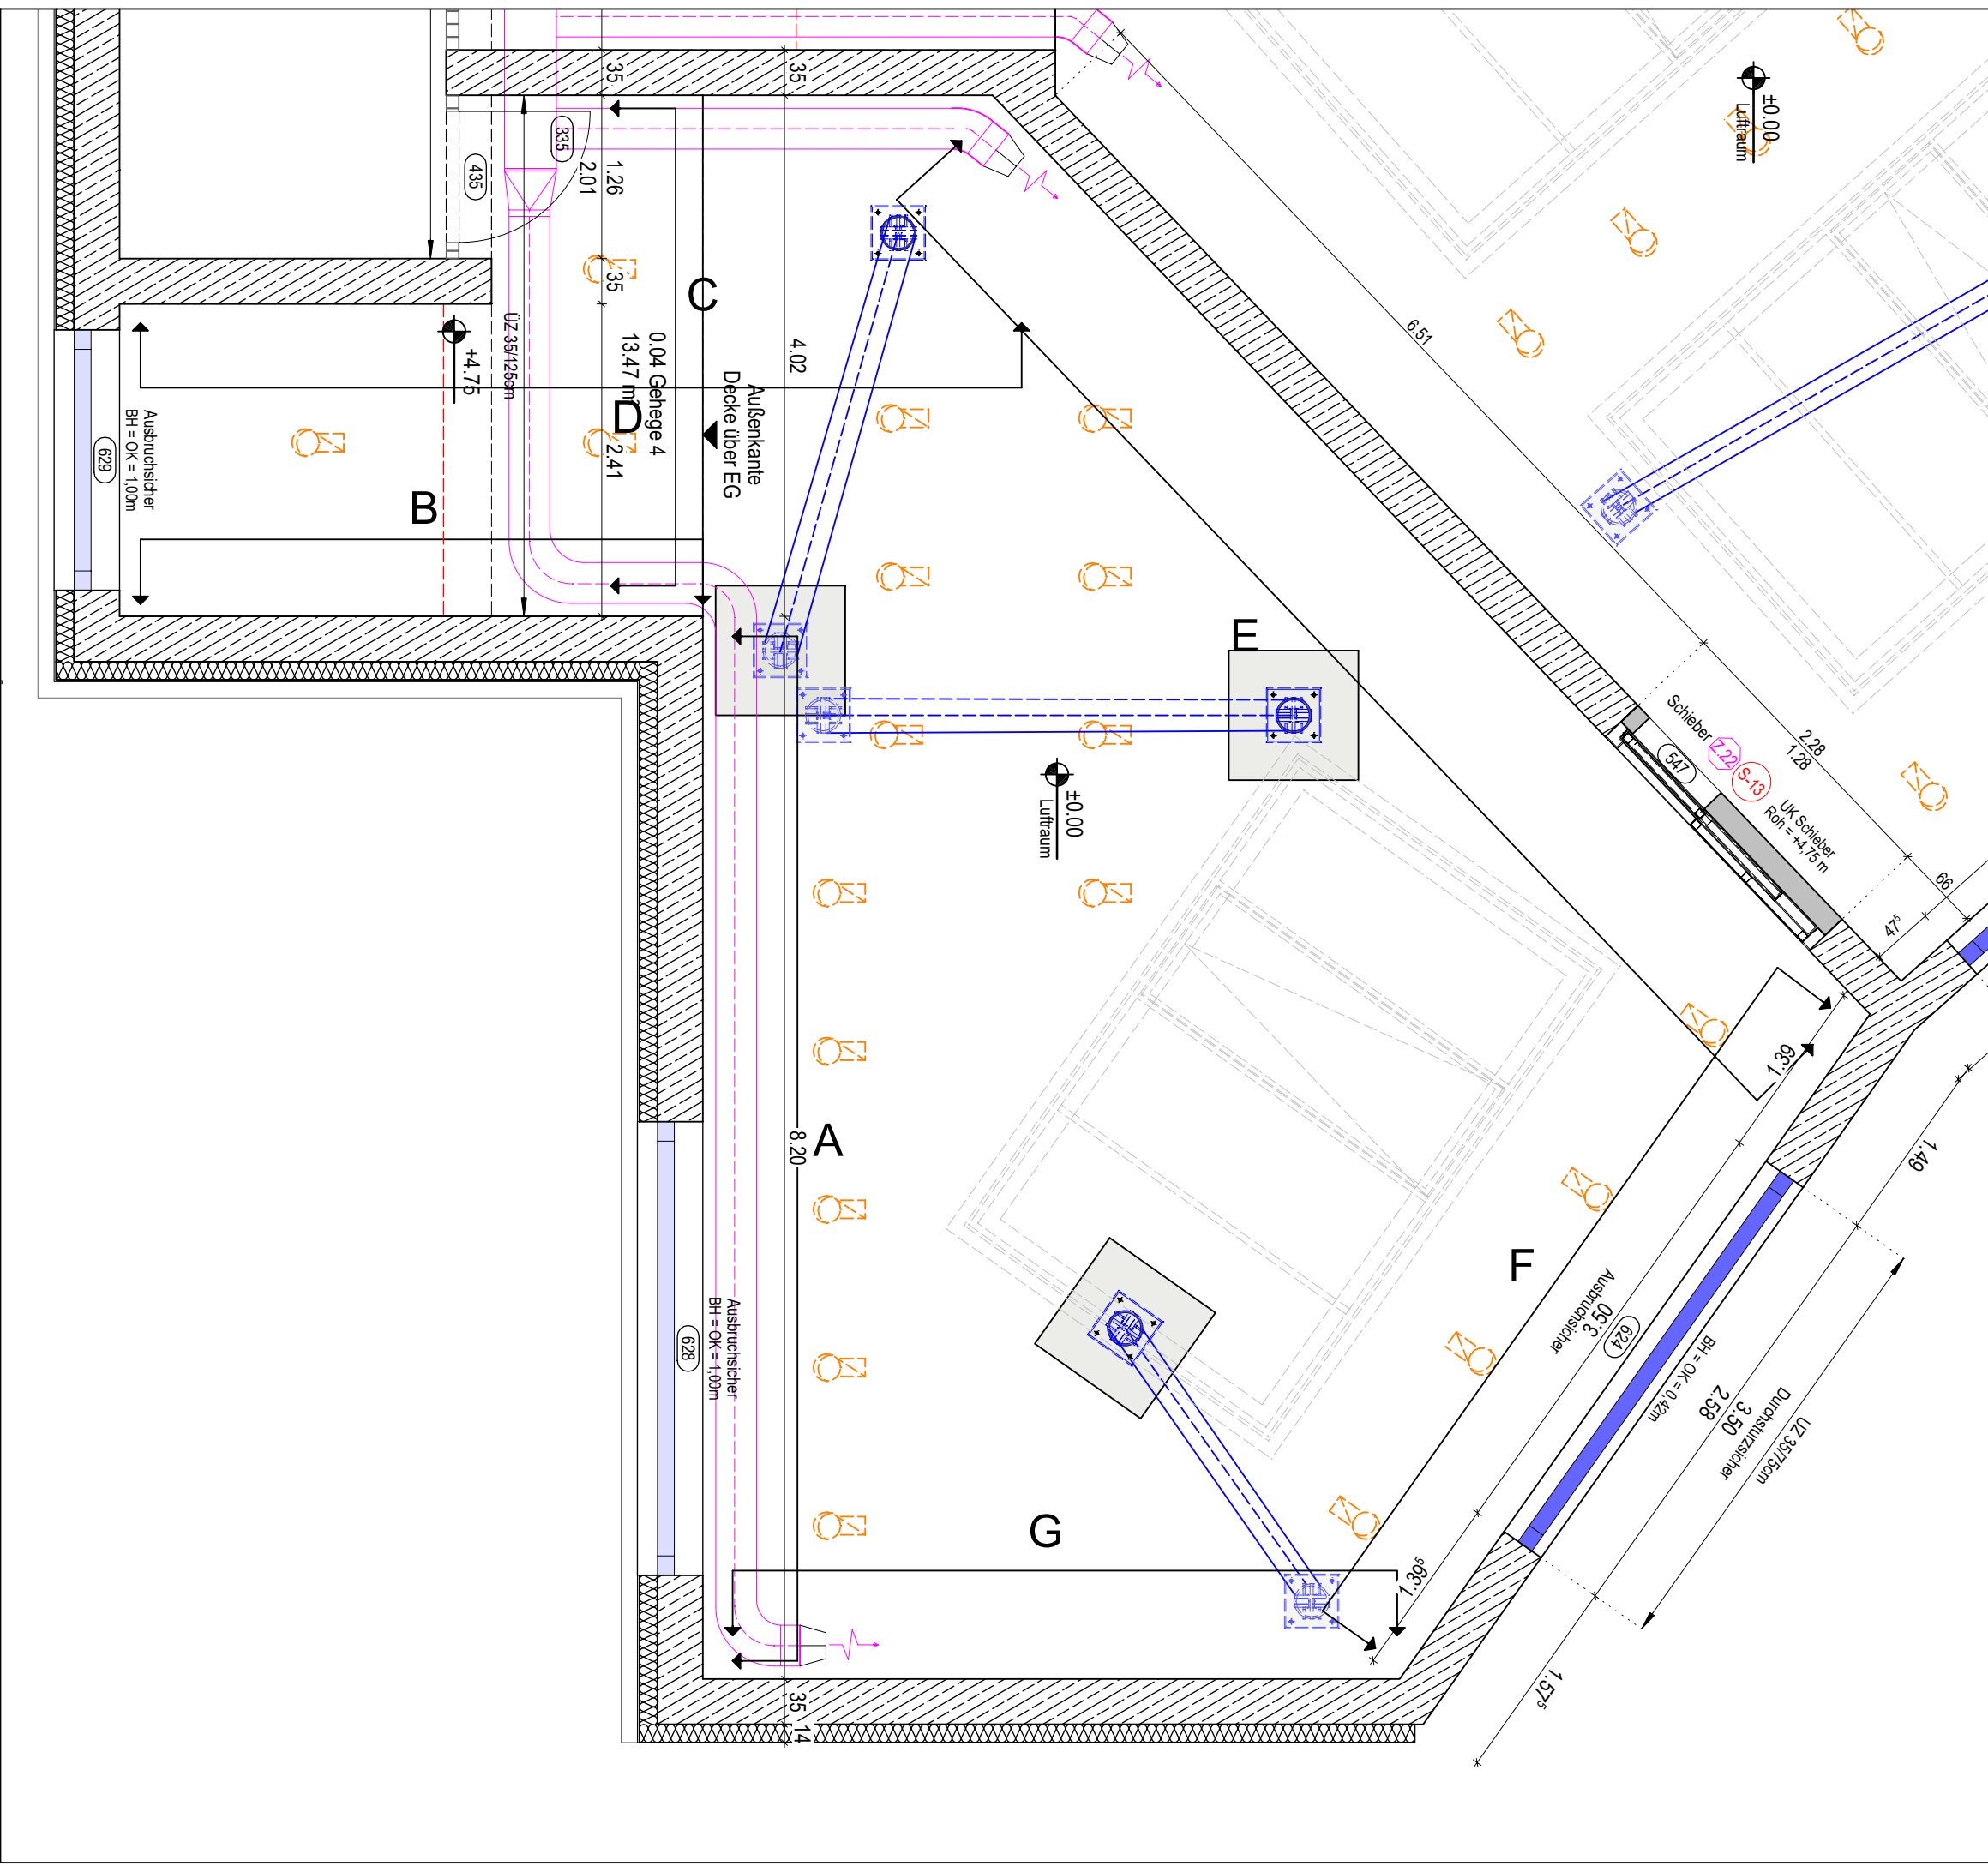 35
35
335
435
1.26
2.01
35
ÜZ 35/125cm
+4.75
C
4.02
0.04 Gehege 4
13.47
D
2.41
Außenkante
Decke über EG
B
Ausbruchsicher
BH = OK = 1,00m
629
±0.00
Luftraum
6.51
E
±0.00
Luftraum
Schieber
Z.22
S-13
547
UK Schieber
Roh = +4,75 m
2.28
1.28
66
47⁵
1.39
1.49
A
8.20
F
Ausbruchsicher
3.50
624
BH = OK = 0,42m
2.58
3.50
Durchsturzsicher
UZ 35/75cm
Ausbruchsicher
BH = OK = 1,00m
628
G
1.39⁵
1.57⁵
35
14